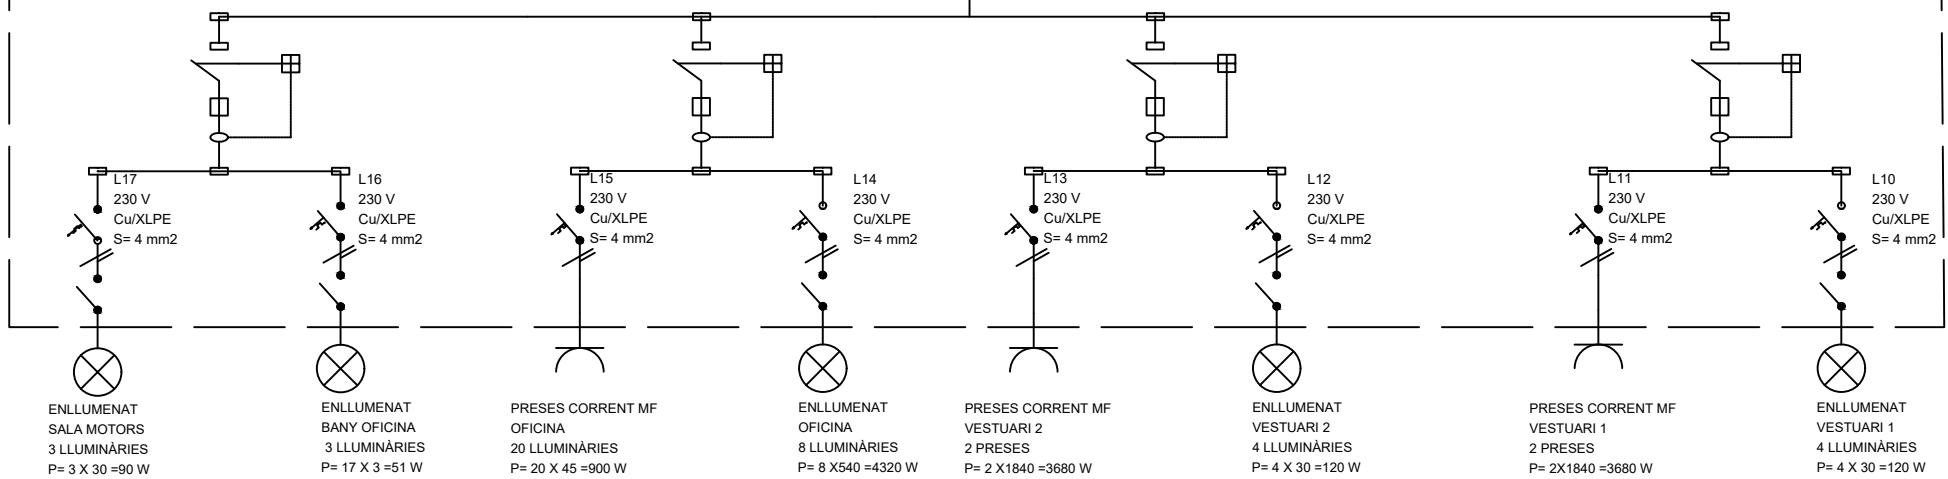 L17
230 V
Cu/XLPE
S= 4 mm2
L16
230 V
Cu/XLPE
S= 4 mm2
L15
230 V
Cu/XLPE
S= 4 mm2
L14
230 V
Cu/XLPE
S= 4 mm2
L13
230 V
Cu/XLPE
S= 4 mm2
L12
230 V
Cu/XLPE
S= 4 mm2
L11
230 V
Cu/XLPE
S= 4 mm2
L10
230 V
Cu/XLPE
S= 4 mm2
ENLLUMENAT
SALA MOTORS
3 LLUMINÀRIES
P= 3 X 30 =90 W
ENLLUMENAT
BANY OFICINA
3 LLUMINÀRIES
P= 17 X 3 =51 W
PRESES CORRENT MF
OFICINA
20 LLUMINÀRIES
P= 20 X 45 =900 W
ENLLUMENAT
OFICINA
8 LLUMINÀRIES
P= 8 X540 =4320 W
PRESES CORRENT MF
VESTUARI 2
2 PRESES
P= 2 X1840 =3680 W
ENLLUMENAT
VESTUARI 2
4 LLUMINÀRIES
P= 4 X 30 =120 W
PRESES CORRENT MF
VESTUARI 1
2 PRESES
P= 2X1840 =3680 W
ENLLUMENAT
VESTUARI 1
4 LLUMINÀRIES
P= 4 X 30 =120 W